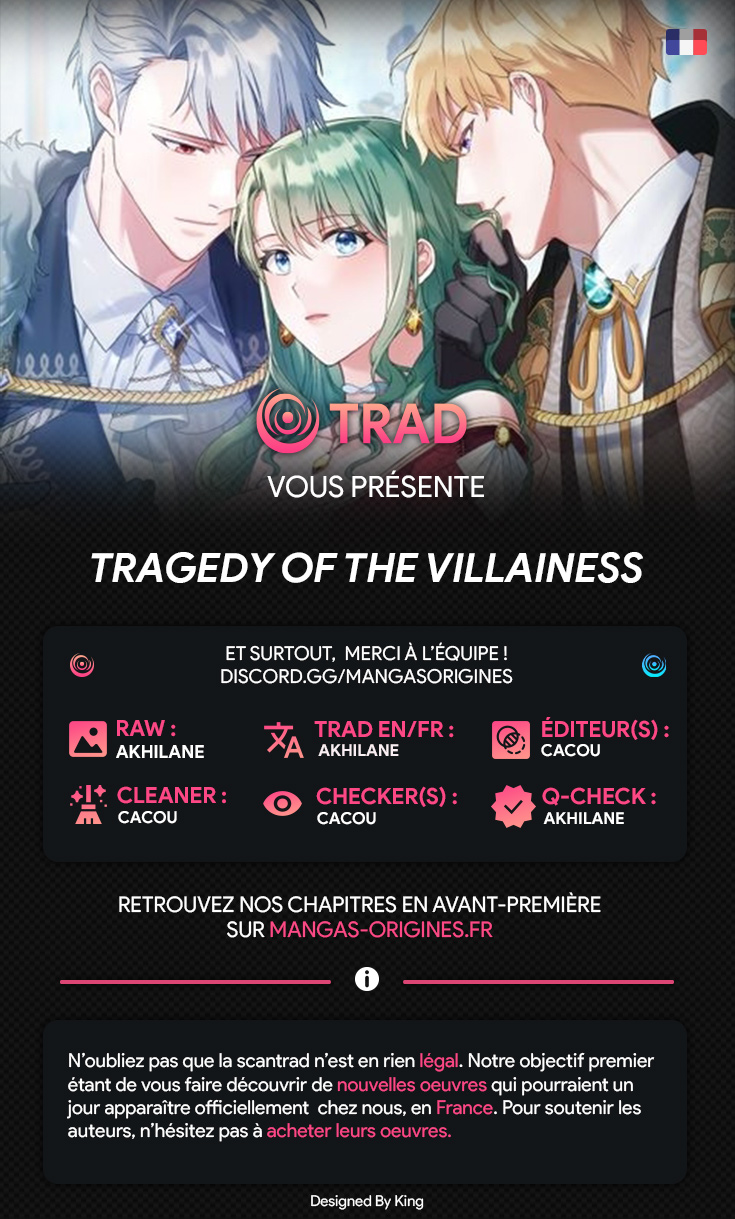 TRAD
VOUS PRÉSENTE
TRAGEDY OF THE VILLAINESS
ET SURTOUT, MERCI À L'ÉQUIPE !
DISCORD.GG/MANGASORIGINES
RAW :
AKHILANE
TRAD EN/FR :
AKHILANE
ÉDITEUR(S) :
CACOU
CLEANER :
CACOU
CHECKER(S) :
CACOU
Q-CHECK :
AKHILANE
RETROUVEZ NOS CHAPITRES EN AVANT-PREMIÈRE
SUR MANGAS-ORIGINES.FR
N'oubliez pas que la scantrad n'est en rien légal. Notre objectif premier
étant de vous faire découvrir de nouvelles oeuvres qui pourraient un
jour apparaître officiellement chez nous, en France. Pour soutenir les
auteurs, n'hésitez pas à acheter leurs oeuvres.
Designed By King